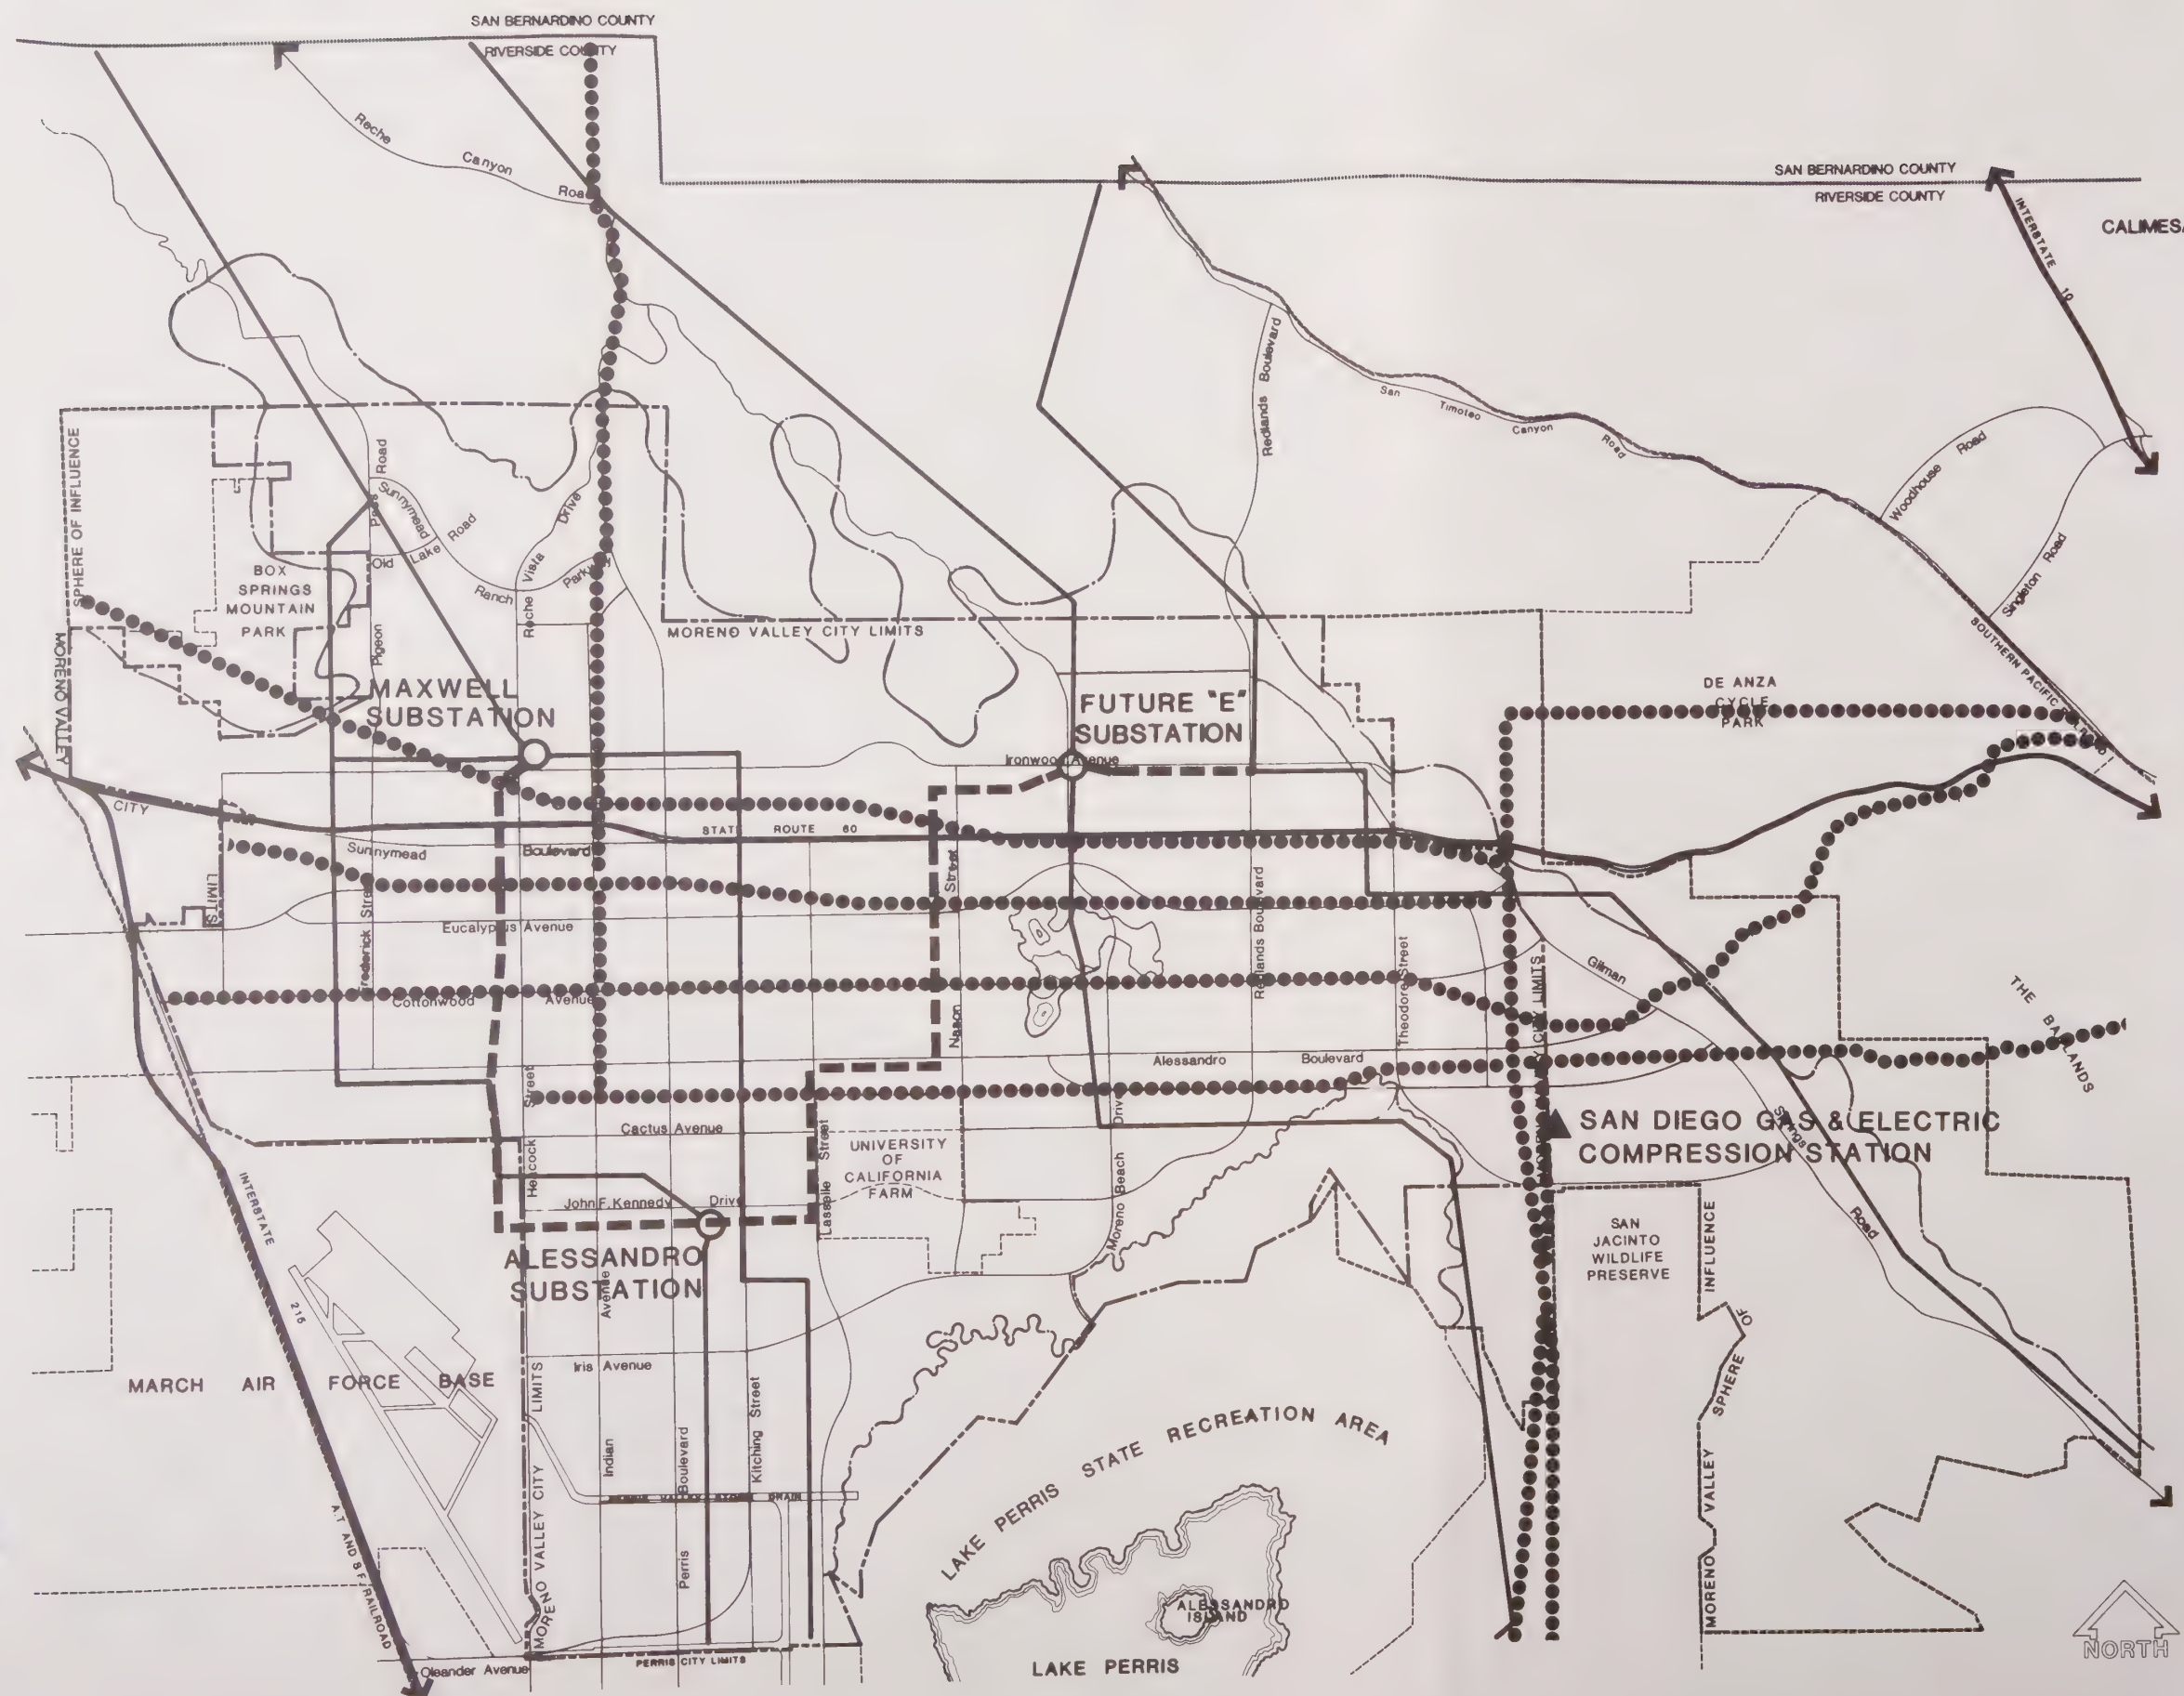 SAN BERNARDINO COUNTY
RIVERSIDE COUNTY
Reche
Canyon
Road
SAN BERNARDINO COUNTY
RIVERSIDE COUNTY
INTERSTATE
10
Redlands Boulevard
San
Timoteo
Canyon
Road
Woodhouse Road
Singleton Road
SOUTHERN PACIFIC
SPHERE OF INFLUENCE
MORENO VALLEY
Road
Sunnymead
Old Lake Road
Ranch
Vista
Drive
BOX
SPRINGS
MOUNTAIN
PARK
Pigeon
MORENO VALLEY CITY LIMITS
MAXWELL
SUBSTATION
FUTURE "E"
SUBSTATION
Ironwood Avenue
DE ANZA
CYCLE
PARK
CITY
LIMITS
STATE ROUTE 60
Sunnymead Boulevard
Frederick Street
Eucalyptus Avenue
Street
Nason
Redlands Boulevard
Theodore Street
Cottonwood Avenue
Gilman
Springs
Road
CITY LIMITS
THE BADLANDS
Alessandro Boulevard
Street
Heacock
Cactus Avenue
Lasselle Street
UNIVERSITY
OF
CALIFORNIA
FARM
Drive
Moreno Beach
SAN DIEGO GAS & ELECTRIC
COMPRESSION STATION
John F. Kennedy Drive
ALESSANDRO
SUBSTATION
INTERSTATE
215
SAN
JACINTO
WILDLIFE
PRESERVE
MORENO VALLEY
SPHERE OF
INFLUENCE
Avenue
Indian
Iris Avenue
MARCH AIR FORCE BASE
MORENO VALLEY CITY LIMITS
Boulevard
Perris
Kitching Street
LAKE PERRIS STATE RECREATION AREA
ALESSANDRO
ISLAND
LAKE PERRIS
Oleander Avenue
PERRIS CITY LIMITS
NORTH